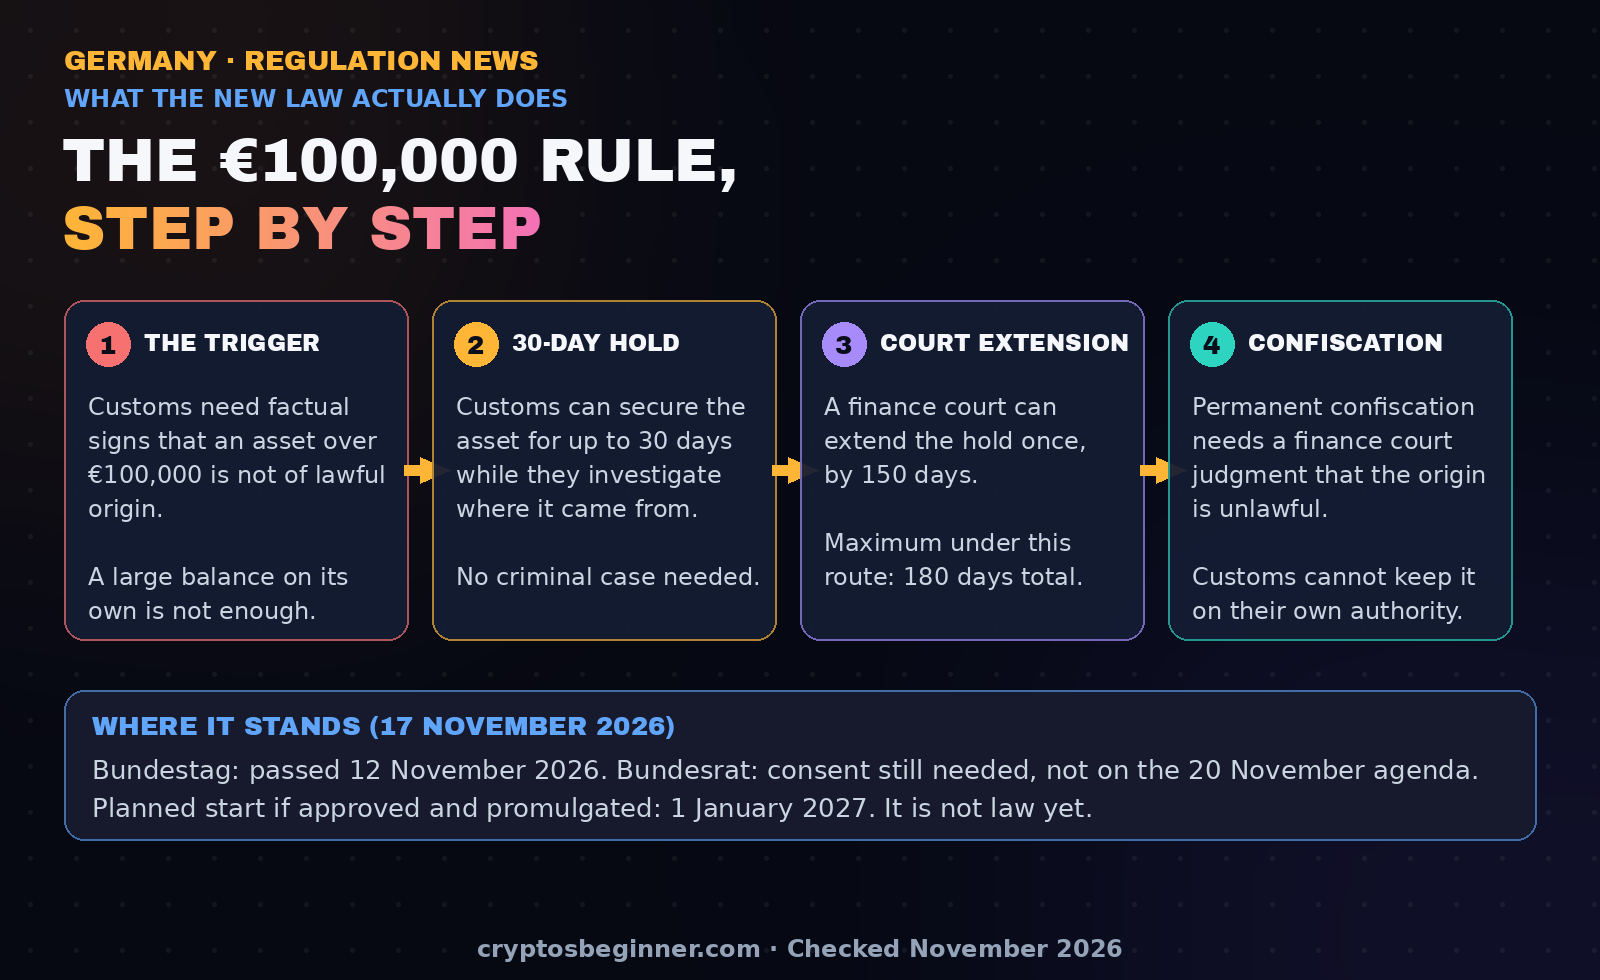 GERMANY · REGULATION NEWS
WHAT THE NEW LAW ACTUALLY DOES
THE €100,000 RULE,
STEP BY STEP
1 THE TRIGGER
Customs need factual
signs that an asset over
€100,000 is not of lawful
origin.
A large balance on its
own is not enough.
2 30-DAY HOLD
Customs can secure the
asset for up to 30 days
while they investigate
where it came from.
No criminal case needed.
3 COURT EXTENSION
A finance court can
extend the hold once,
by 150 days.
Maximum under this
route: 180 days total.
4 CONFISCATION
Permanent confiscation
needs a finance court
judgment that the origin
is unlawful.
Customs cannot keep it
on their own authority.
WHERE IT STANDS (17 NOVEMBER 2026)
Bundestag: passed 12 November 2026. Bundesrat: consent still needed, not on the 20 November agenda.
Planned start if approved and promulgated: 1 January 2027. It is not law yet.
cryptosbeginner.com · Checked November 2026